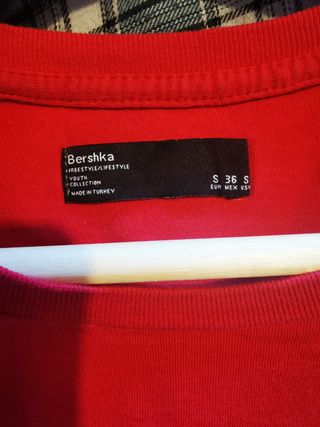 Bershka
FREESTYLE/LIFESTYLE
YOUTH
COLLECTION
MADE IN TURKEY
S 36 S
EUR MEX USA